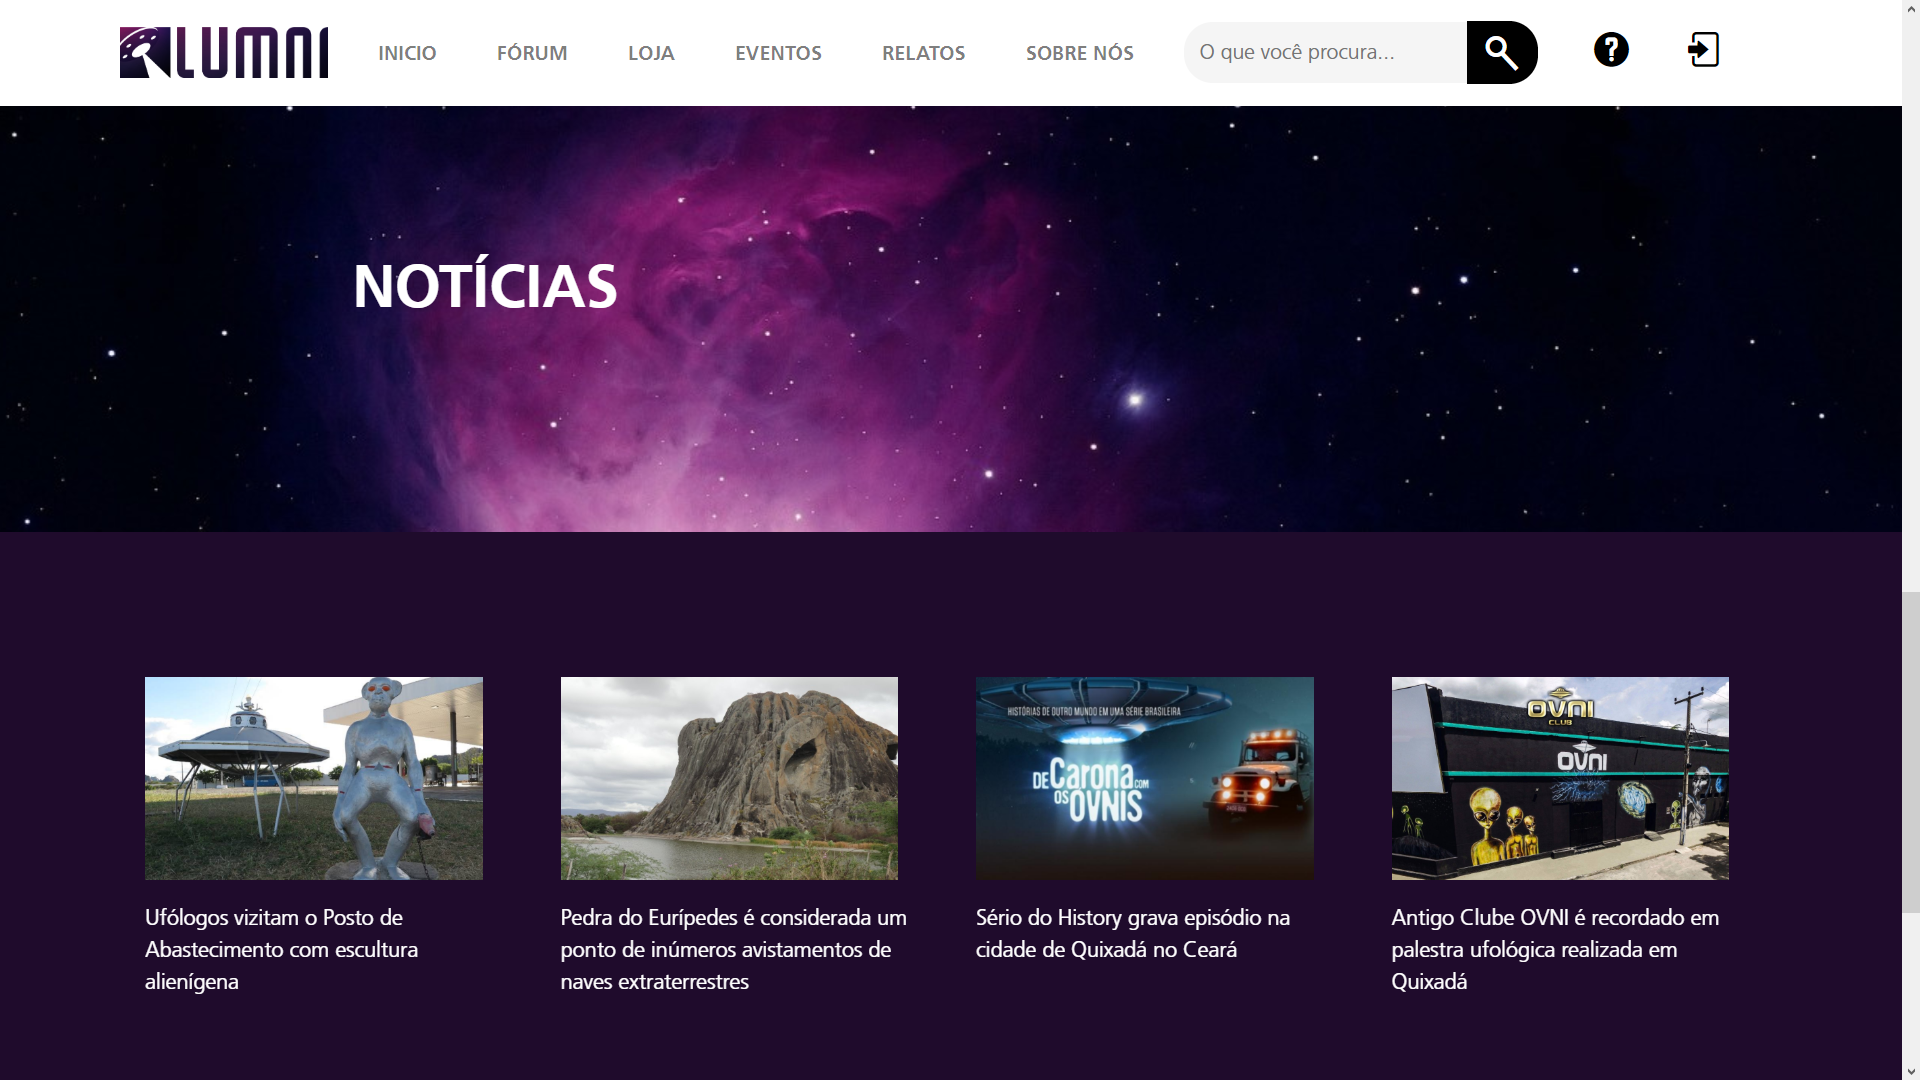 LUMNI
INICIO
FÓRUM
LOJA
EVENTOS
RELATOS
SOBRE NÓS
O que você procura...
?
NOTÍCIAS
HISTÓRIAS DE OUTRO MUNDO EM UMA SÉRIE BRASILEIRA
DE Carona COM
OS OVNIS
OVNI
CLUB
OVNI
Ufólogos vizitam o Posto de
Abastecimento com escultura
alienígena
Pedra do Eurípedes é considerada um
ponto de inúmeros avistamentos de
naves extraterrestres
Sério do History grava episódio na
cidade de Quixadá no Ceará
Antigo Clube OVNI é recordado em
palestra ufológica realizada em
Quixadá